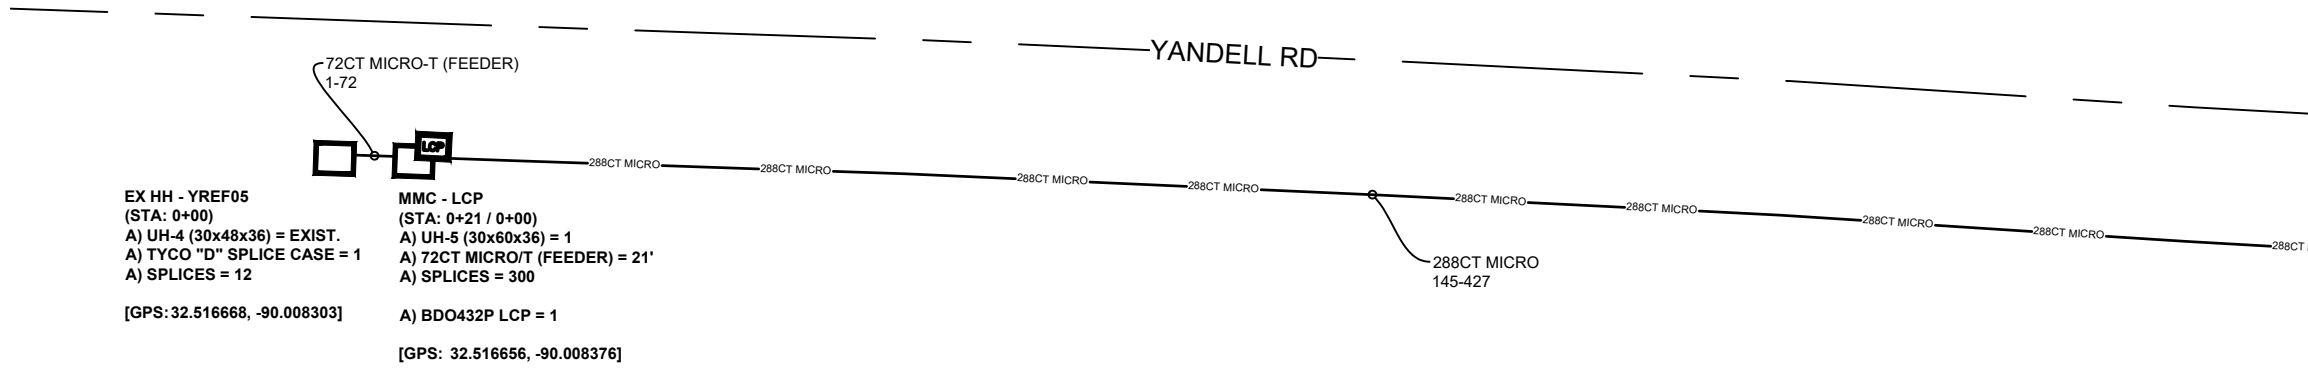 YANDELL RD
72CT MICRO-T (FEEDER)
1-72
LCP
288CT MICRO
288CT MICRO
288CT MICRO
288CT MICRO
288CT MICRO
288CT MICRO
288CT MICRO
288CT MICRO
288CT
EX HH - YREF05
(STA: 0+00)
A) UH-4 (30x48x36) = EXIST.
A) TYCO "D" SPLICE CASE = 1
A) SPLICES = 12
[GPS: 32.516668, -90.008303]
MMC - LCP
(STA: 0+21 / 0+00)
A) UH-5 (30x60x36) = 1
A) 72CT MICRO/T (FEEDER) = 21'
A) SPLICES = 300
A) BDO432P LCP = 1
[GPS: 32.516656, -90.008376]
288CT MICRO
145-427